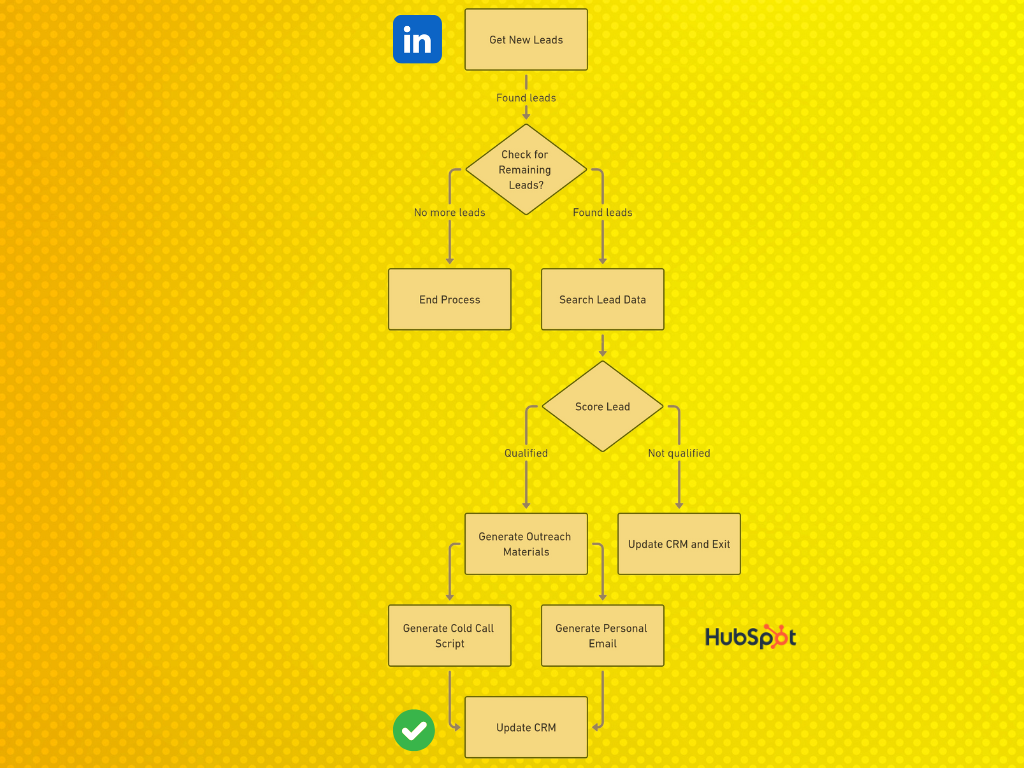 in
Get New Leads
Found leads
Check for
Remaining
Leads?
No more leads
Found leads
End Process
Search Lead Data
Score Lead
Qualified
Not qualified
Generate Outreach
Materials
Update CRM and Exit
Generate Cold Call
Script
Generate Personal
Email
HubSpot
Update CRM